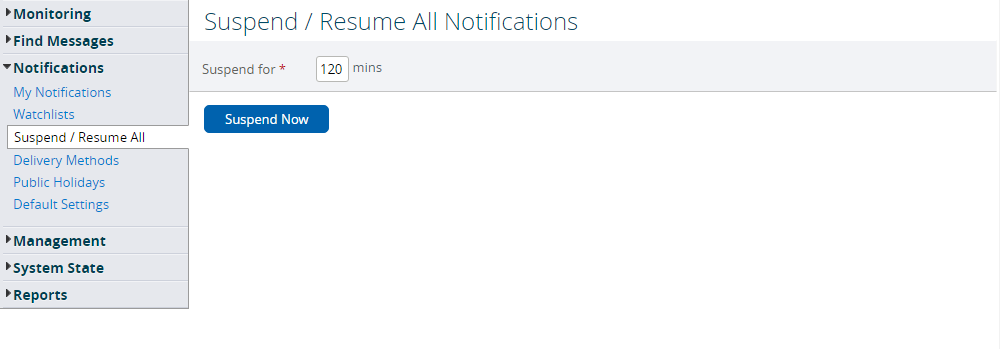 Monitoring
Find Messages
Notifications
My Notifications
Watchlists
Suspend / Resume All
Delivery Methods
Public Holidays
Default Settings
Management
System State
Reports
Suspend / Resume All Notifications
Suspend for * 120 mins
Suspend Now